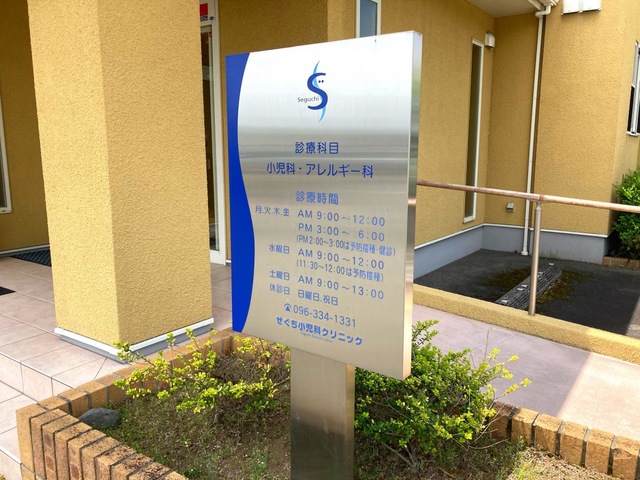 Seguchi
S
診療科目
小児科・アレルギー科
診療時間
月.火.木.金 AM 9:00〜12:00
PM 3:00〜 6:00
(PM 2:00〜3:00は予防接種・健診)
水曜日 AM 9:00〜12:00
(11:30〜12:00は予防接種)
土曜日 AM 9:00〜13:00
休診日 日曜日.祝日
☎096-334-1331
せぐち小児科クリニック